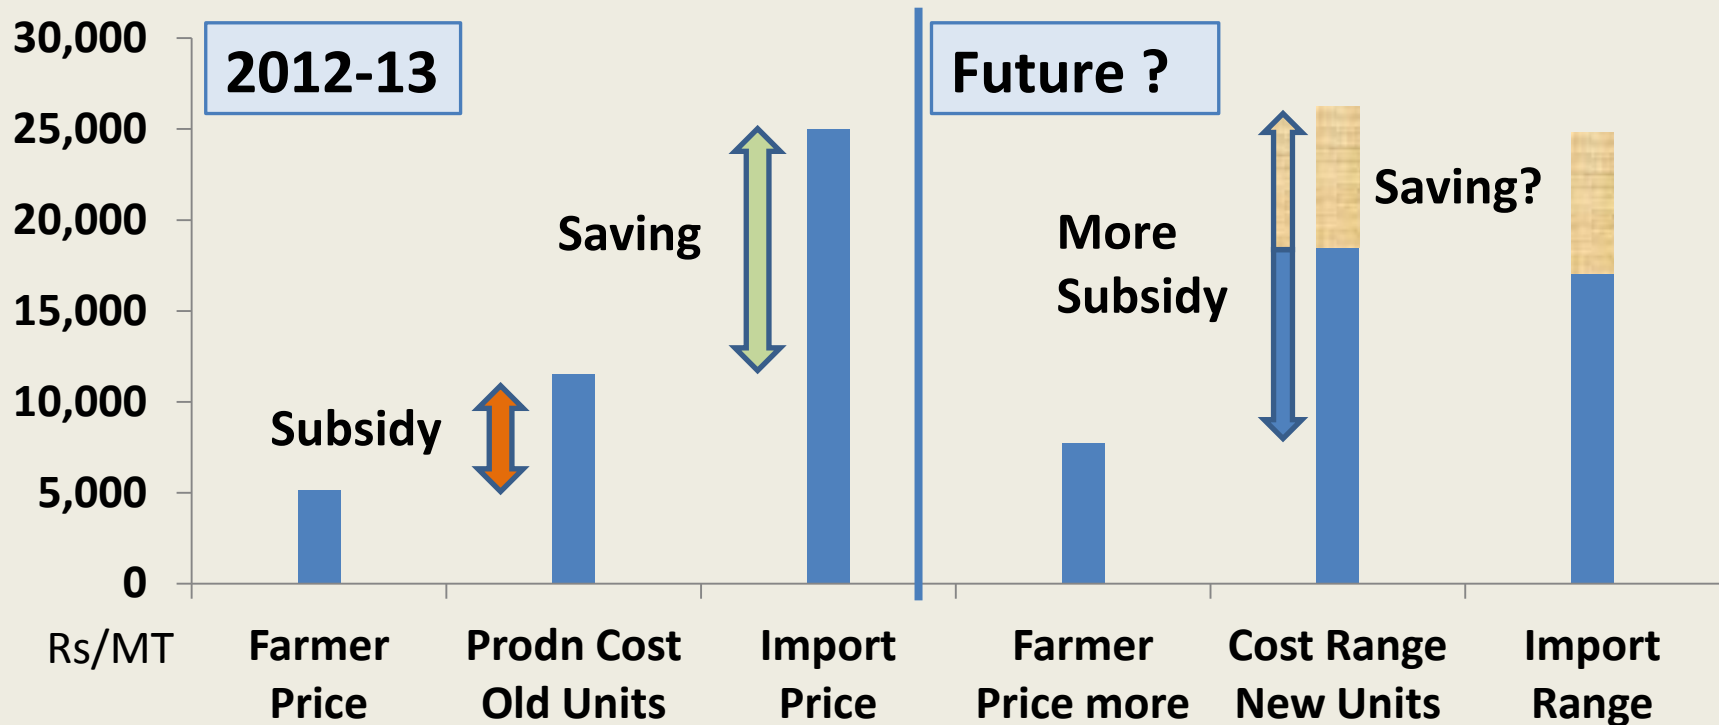 2012-13
Future ?
30,000
25,000
20,000
15,000
10,000
5,000
0
Subsidy
Saving
More
Subsidy
Saving?
Rs/MT
Farmer
Price
Prodn Cost
Old Units
Import
Price
Farmer
Price more
Cost Range
New Units
Import
Range